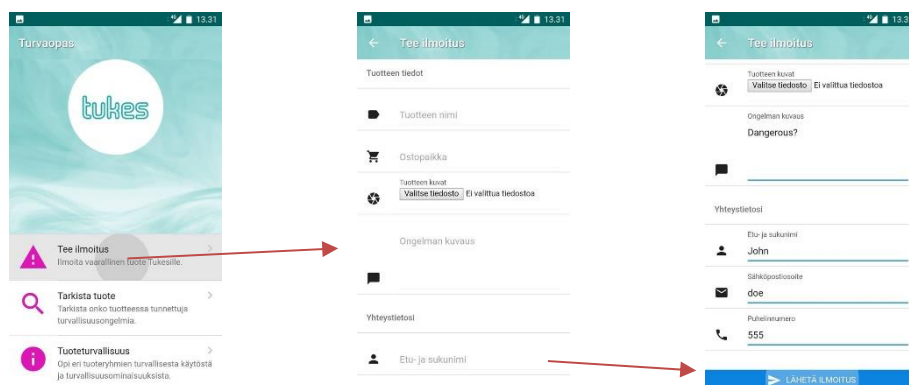 13.31
Turvaopas
tukes
Tee ilmoitus
Ilmoita vaarallinen tuote Tukesille.
Tarkista tuote
Tarkista onko tuotteessa tunnettuja
turvallisuusongelmia.
Tuoteturvallisuus
Opi eri tuoteryhmien turvallisesta käytöstä
ja turvallisuusominaisuuksista.
13.31
Tee ilmoitus
Tuotteen tiedot
Tuotteen nimi
Ostopaikka
Tuotteen kuvat
Valitse tiedosto Ei valittua tiedostoa
Ongelman kuvaus
Yhteystietosi
Etu- ja sukunimi
13.3
Tee ilmoitus
Tuotteen kuvat
Valitse tiedosto Ei valittua tiedostoa
Ongelman kuvaus
Dangerous?
Yhteystietosi
Etu- ja sukunimi
John
Sähköpostiosoite
doe
Puhelinnumero
555
LÄHETÄ ILMOITUS